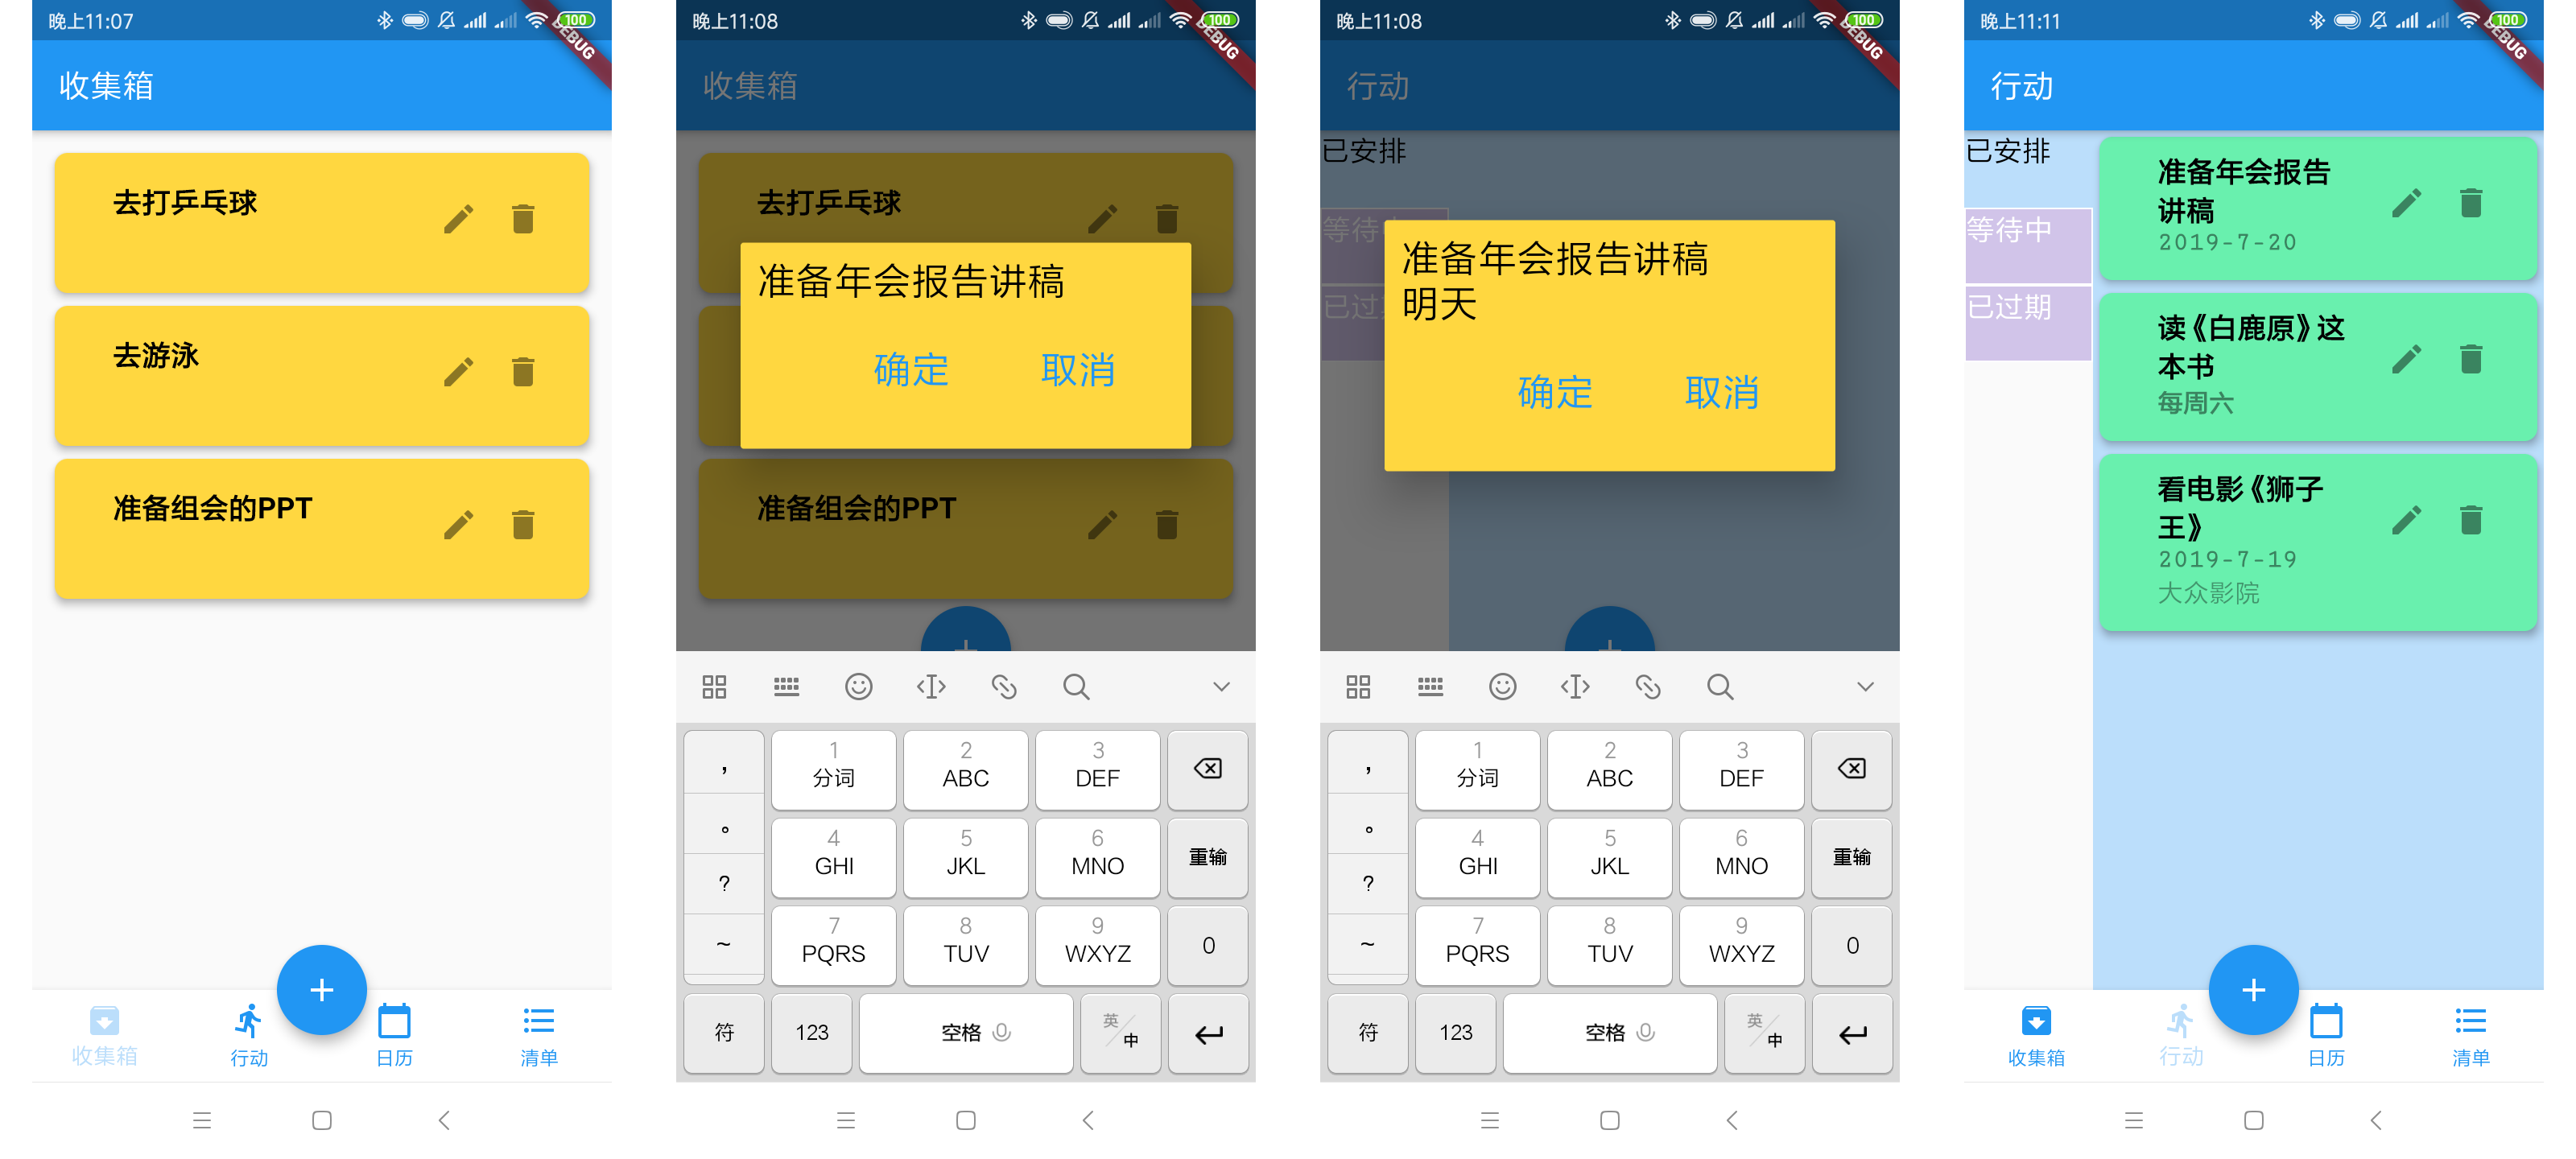 晚上11:07
100
DEBUG
收集箱
去打乒乓球
去游泳
准备组会的PPT
收集箱
行动
日历
清单
晚上11:08
100
DEBUG
收集箱
去打乒乓球
准备年会报告讲稿
确定
取消
准备组会的PPT
,
1
分词
2
ABC
3
DEF
。
4
GHI
5
JKL
6
MNO
重输
?
7
PQRS
8
TUV
9
WXYZ
0
~
符
123
空格
英
中
晚上11:08
100
DEBUG
行动
已安排
等待
已过
准备年会报告讲稿
明天
确定
取消
,
1
分词
2
ABC
3
DEF
。
4
GHI
5
JKL
6
MNO
重输
?
7
PQRS
8
TUV
9
WXYZ
0
~
符
123
空格
英
中
晚上11:11
100
DEBUG
行动
已安排
等待中
已过期
准备年会报告
讲稿
2019-7-20
读《白鹿原》这
本书
每周六
看电影《狮子
王》
2019-7-19
大众影院
收集箱
行动
日历
清单